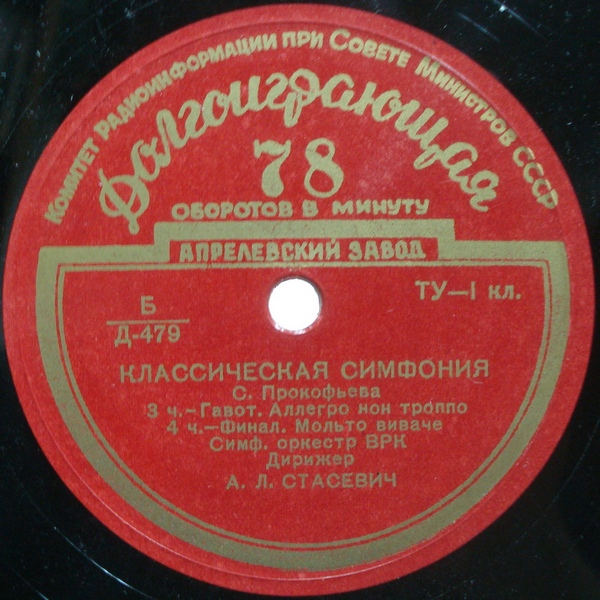 Комитет Радиоинформации при Совете Министров СССР
Долгоиграющая
78
оборотов в минуту
Апрелевский завод
Б
Д-479
ТУ—I кл.
КЛАССИЧЕСКАЯ СИМФОНИЯ
С. Прокофьева
3 ч.-Гавот. Аллегро нон троппо
4 ч.-Финал. Мольто виваче
Симф. оркестр ВРК
Дирижер
А. Л. СТАСЕВИЧ